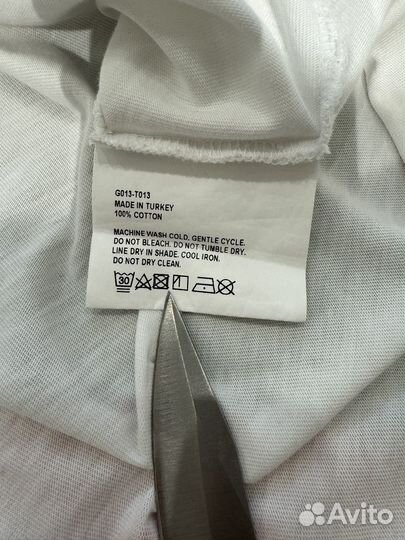 G013-T013
MADE IN TURKEY
100% COTTON
MACHINE WASH COLD. GENTLE CYCLE.
DO NOT BLEACH. DO NOT TUMBLE DRY.
LINE DRY IN SHADE. COOL IRON.
DO NOT DRY CLEAN.
30
Avito